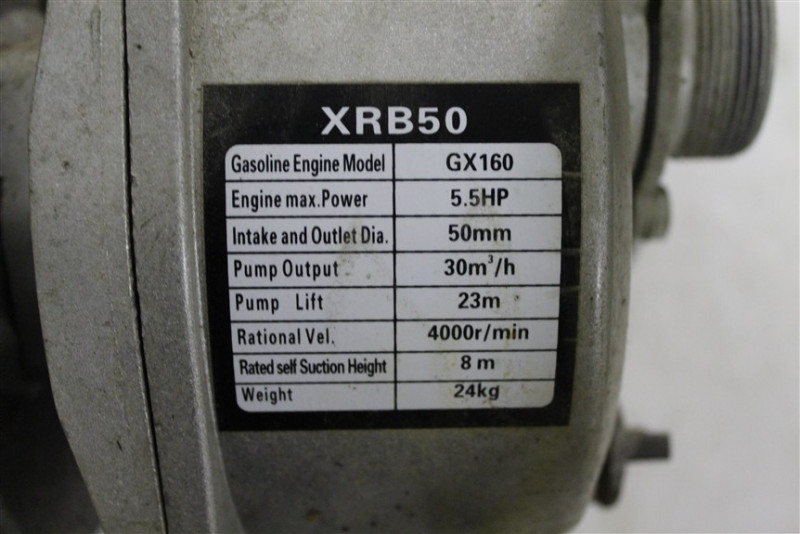 XRB50
Gasoline Engine Model GX160
Engine max.Power 5.5HP
Intake and Outlet Dia. 50mm
Pump Output 30m³/h
Pump Lift 23m
Rational Vel. 4000r/min
Rated self Suction Height 8 m
Weight 24kg